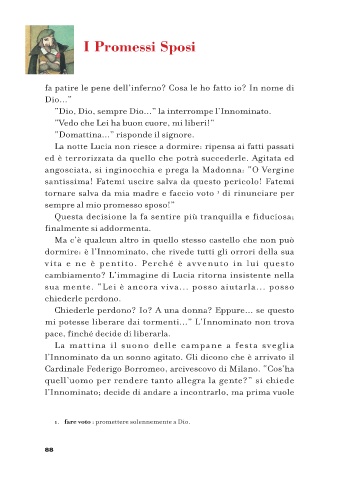 I Promessi Sposi
fa patire le pene dell'inferno? Cosa le ho fatto io? In nome di
Dio..."
"Dio, Dio, sempre Dio..." la interrompe l'Innominato.
"Vedo che Lei ha buon cuore, mi liberi!"
"Domattina..." risponde il signore.
La notte Lucia non riesce a dormire: ripensa ai fatti passati
ed è terrorizzata da quello che potrà succederle. Agitata ed
angosciata, si inginocchia e prega la Madonna: "O Vergine
santissima! Fatemi uscire salva da questo pericolo! Fatemi
tornare salva da mia madre e faccio voto ¹ di rinunciare per
sempre al mio promesso sposo!"
Questa decisione la fa sentire più tranquilla e fiduciosa;
finalmente si addormenta.
Ma c'è qualcun altro in quello stesso castello che non può
dormire: è l'Innominato, che rivede tutti gli orrori della sua
vita e ne è pentito. Perché è avvenuto in lui questo
cambiamento? L'immagine di Lucia ritorna insistente nella
sua mente. "Lei è ancora viva... posso aiutarla... posso
chiederle perdono.
Chiederle perdono? Io? A una donna? Eppure... se questo
mi potesse liberare dai tormenti..." L'Innominato non trova
pace, finché decide di liberarla.
La mattina il suono delle campane a festa sveglia
l'Innominato da un sonno agitato. Gli dicono che è arrivato il
Cardinale Federigo Borromeo, arcivescovo di Milano. "Cos'ha
quell'uomo per rendere tanto allegra la gente?" si chiede
l'Innominato; decide di andare a incontrarlo, ma prima vuole
1. fare voto : promettere solennemente a Dio.
88